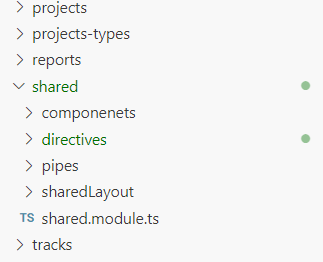 projects
projects-types
reports
shared
componenets
directives
pipes
sharedLayout
TS shared.module.ts
tracks